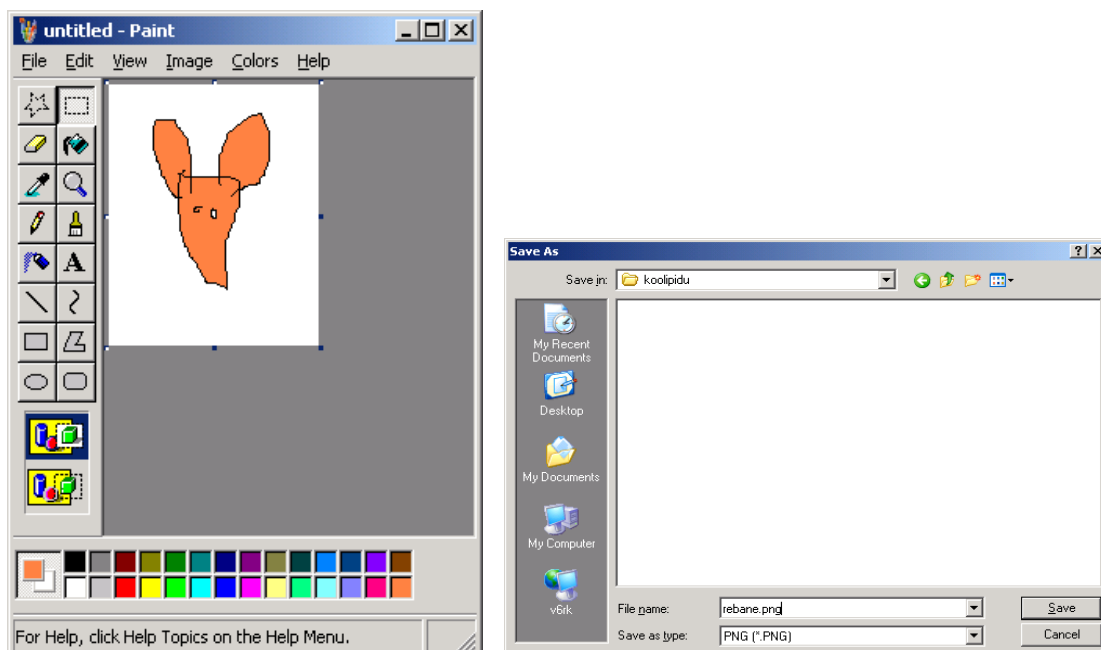 untitled - Paint
File Edit View Image Colors Help
A
For Help, click Help Topics on the Help Menu.
Save As
Save in: koolipidu
My Recent
Documents
Desktop
My Documents
My Computer
v6rk
File name: rebane.png Save
Save as type: PNG (*.PNG) Cancel